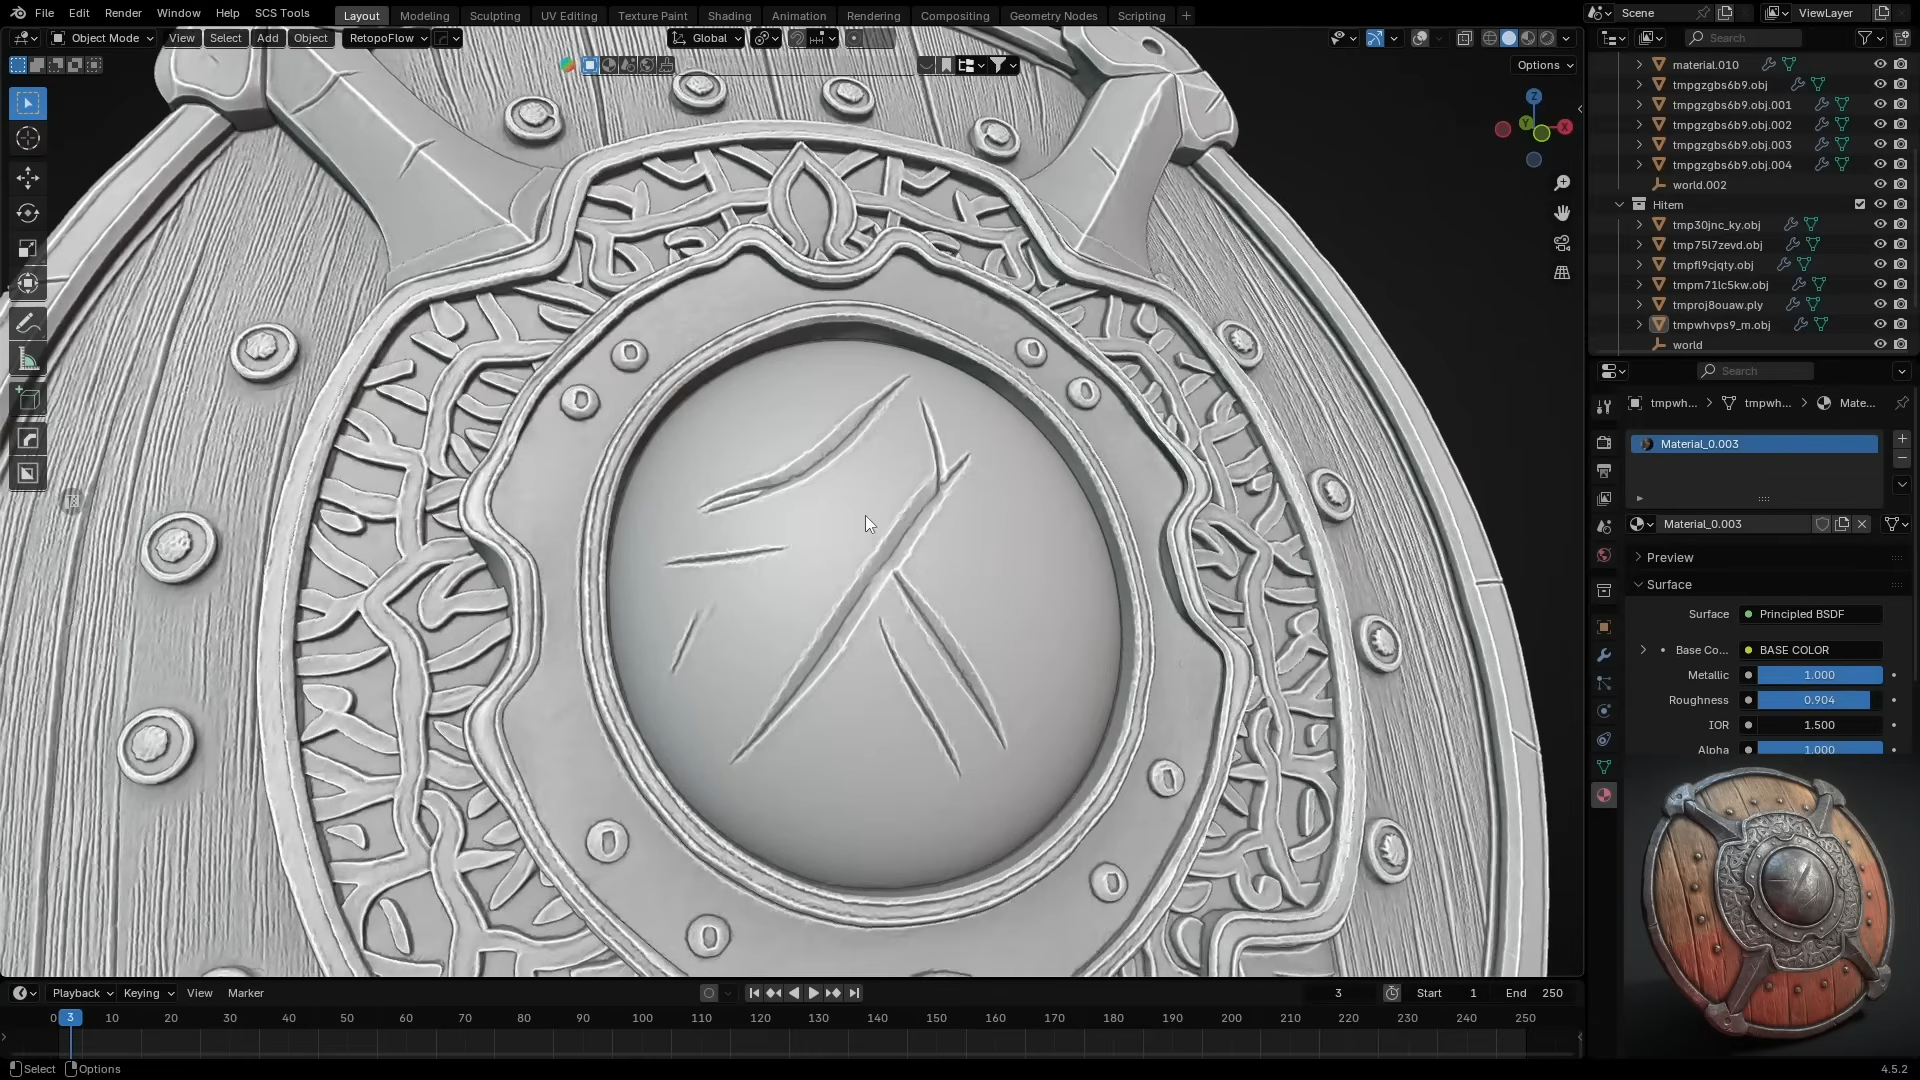 File Edit Render Window Help SCS Tools Layout Modeling Sculpting UV Editing Texture Paint Shading Animation Rendering Compositing Geometry Nodes Scripting + Scene ViewLayer
Object Mode View Select Add Object RetopoFlow Global Search
Options
Z
Y X
material.010
tmpgzgbs6b9.obj
tmpgzgbs6b9.obj.001
tmpgzgbs6b9.obj.002
tmpgzgbs6b9.obj.003
tmpgzgbs6b9.obj.004
world.002
Hitem
tmp30jnc_ky.obj
tmp75l7zevd.obj
tmpfl9cjqty.obj
tmpm71lc5kw.obj
tmproj8ouaw.ply
tmpwhvps9_m.obj
world
Search
tmpwh... tmpwh... Mate...
Material_0.003
Material_0.003
Preview
Surface
Surface Principled BSDF
Base Co... BASE COLOR
Metallic 1.000
Roughness 0.904
IOR 1.500
Alpha 1.000
Playback Keying View Marker 3 Start 1 End 250
0 3 10 20 30 40 50 60 70 80 90 100 110 120 130 140 150 160 170 180 190 200 210 220 230 240 250
Select Options 4.5.2